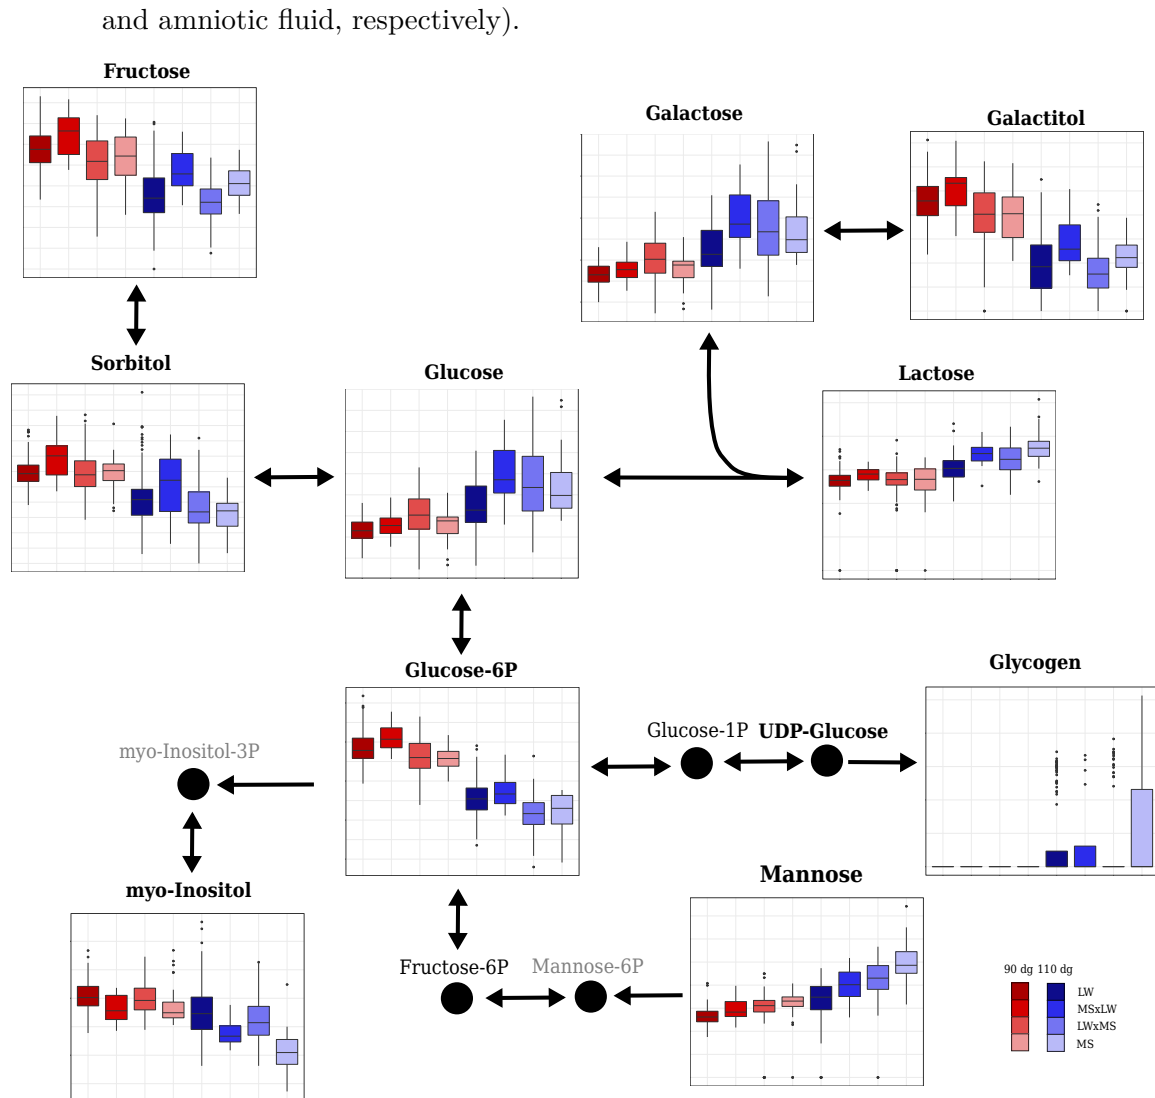 and amniotic fluid, respectively).
Fructose
Galactose
Galactitol
Sorbitol
Glucose
Lactose
Glucose-6P
Glycogen
Glucose-1P
UDP-Glucose
myo-Inositol-3P
myo-Inositol
Mannose
Fructose-6P
Mannose-6P
90 dg 110 dg
LW
MSxLW
LWxMS
MS